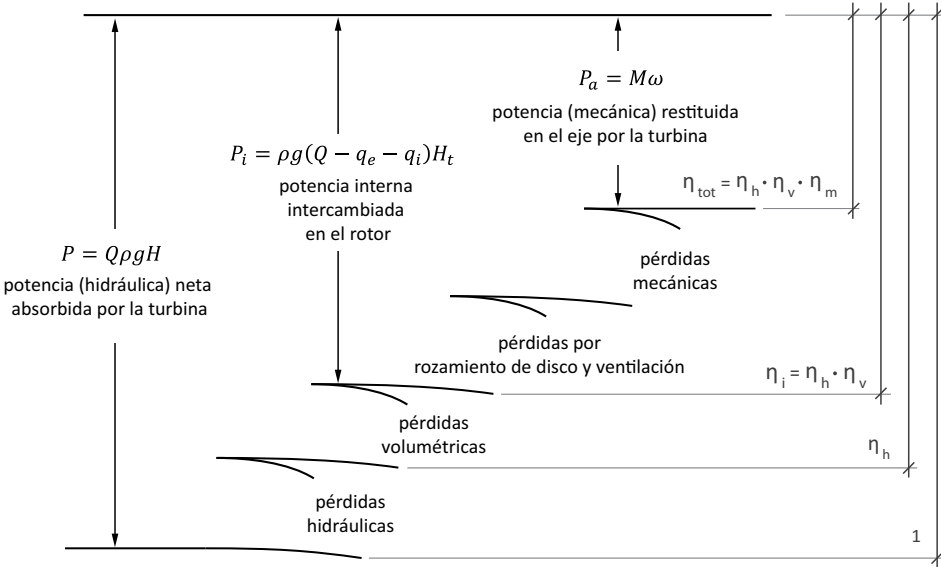 P = QρgH
potencia (hidráulica) neta
absorbida por la turbina
P_i = ρg(Q − q_e − q_i)H_t
potencia interna
intercambiada
en el rotor
P_a = Mω
potencia (mecánica) restituida
en el eje por la turbina
η_tot = η_h · η_v · η_m
pérdidas
mecánicas
pérdidas por
rozamiento de disco y ventilación
η_i = η_h · η_v
pérdidas
volumétricas
η_h
pérdidas
hidráulicas
1